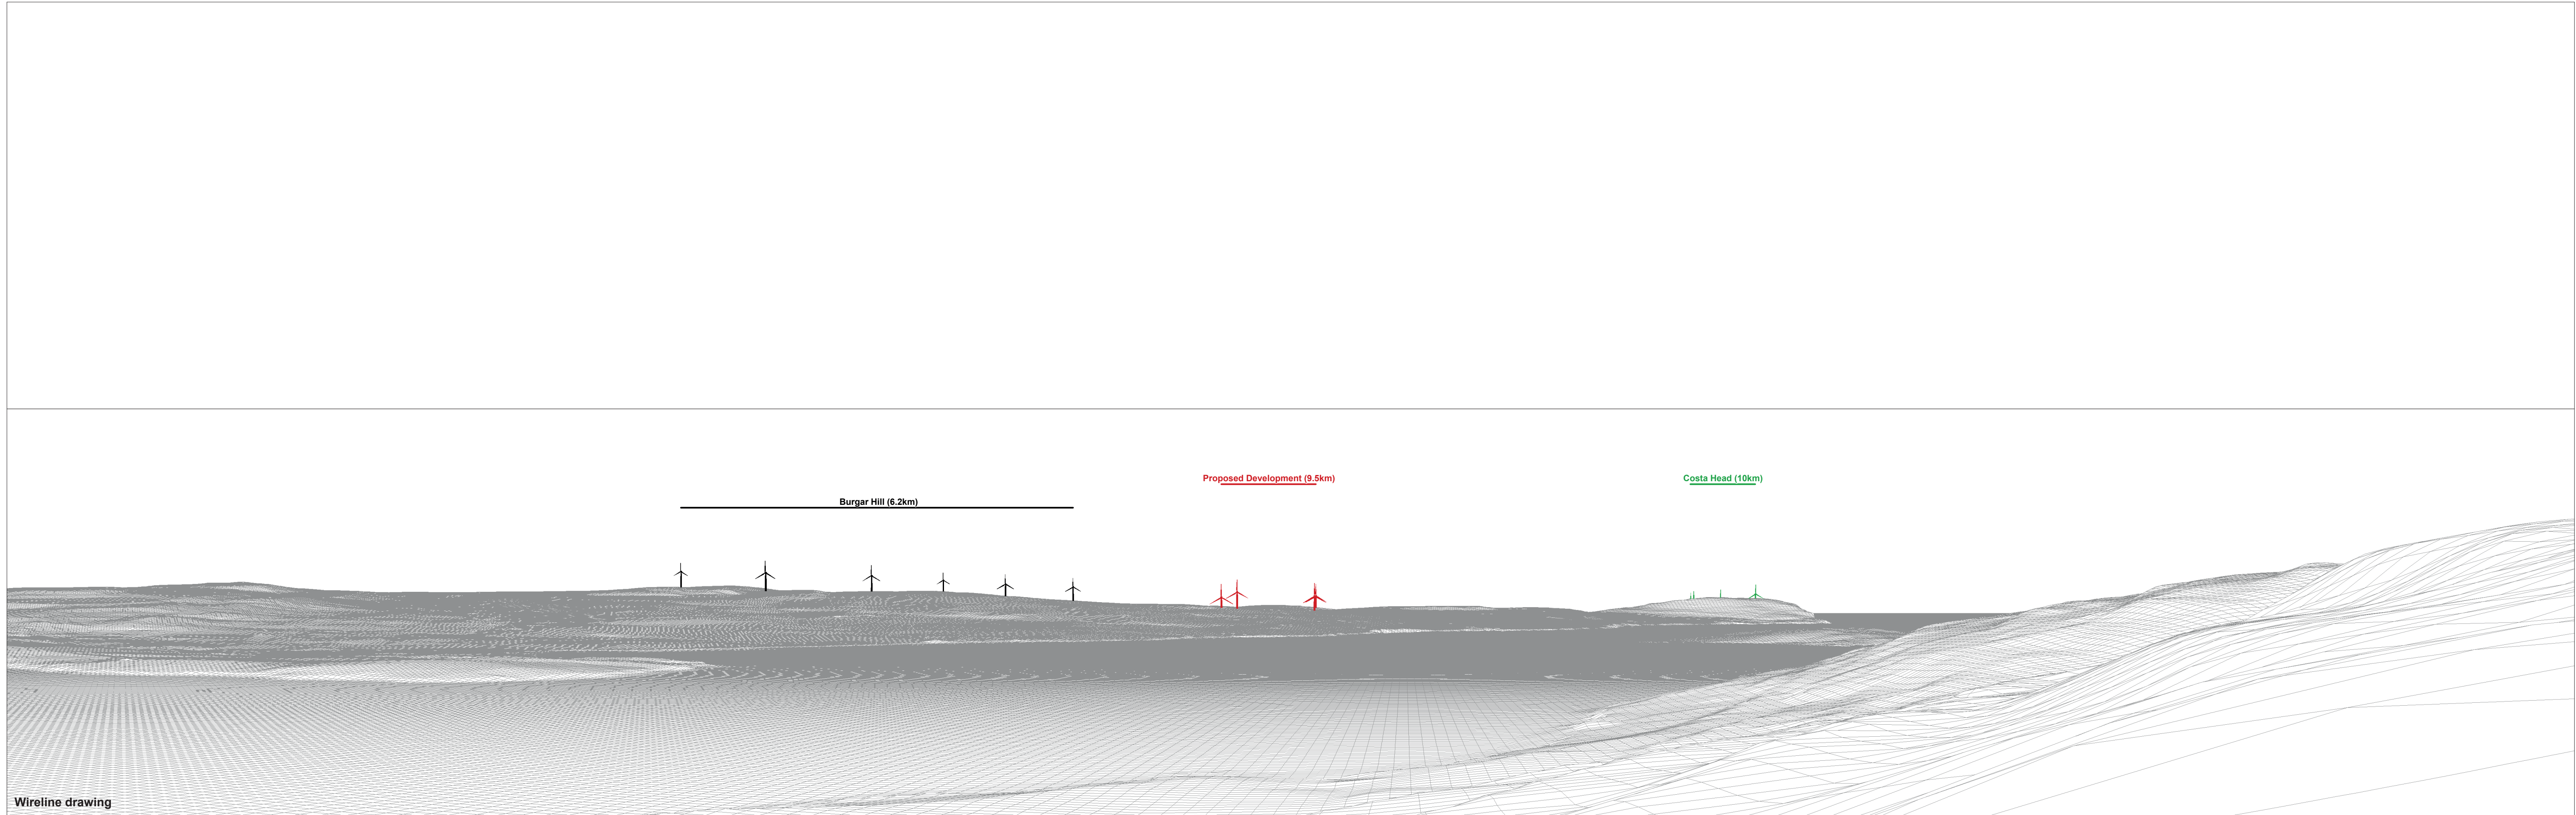 Proposed Development (9.5km)
Costa Head (10km)
Burgar Hill (6.2km)
Wireline drawing